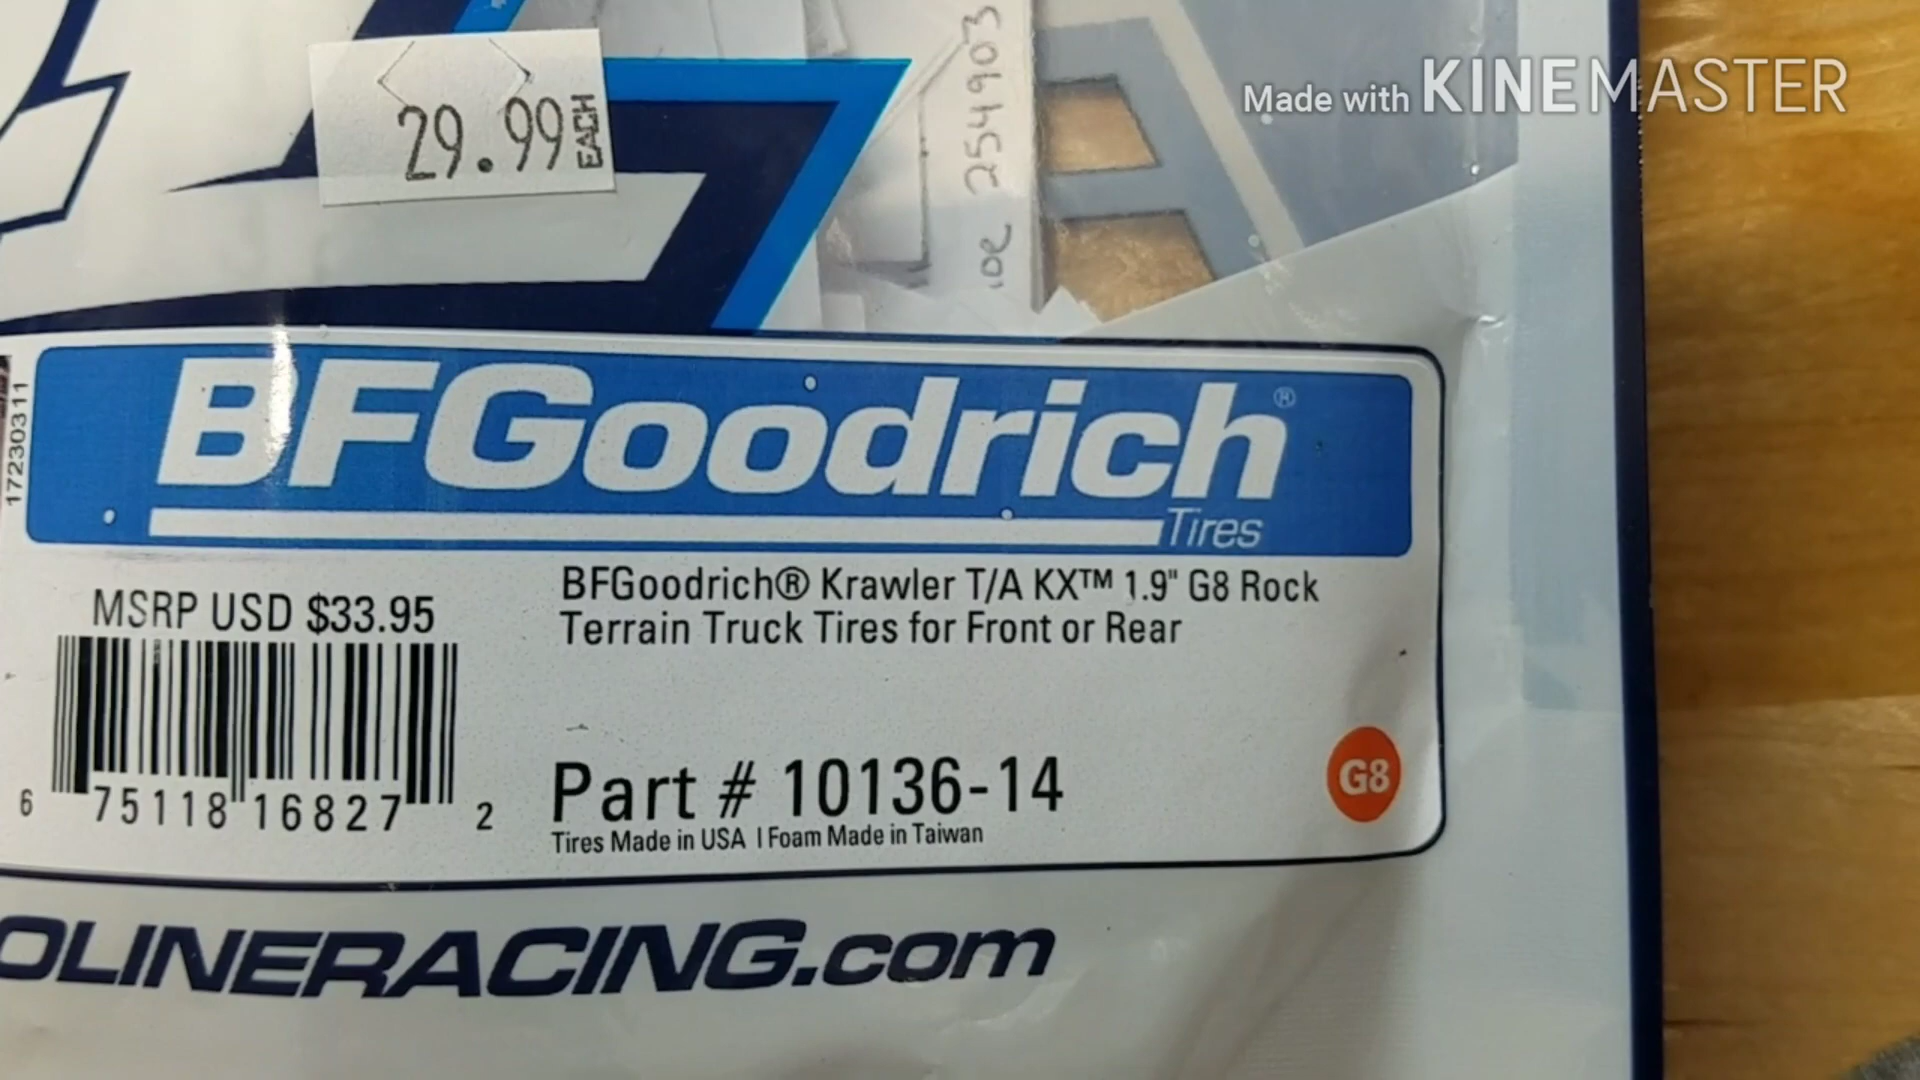 29.99 EACH
Made with KINEMASTER
17230311
BFGoodrich®
Tires
MSRP USD $33.95
BFGoodrich® Krawler T/A KX™ 1.9" G8 Rock
Terrain Truck Tires for Front or Rear
6 75118 16827 2
Part # 10136-14
G8
Tires Made in USA | Foam Made in Taiwan
OLINERACING.com